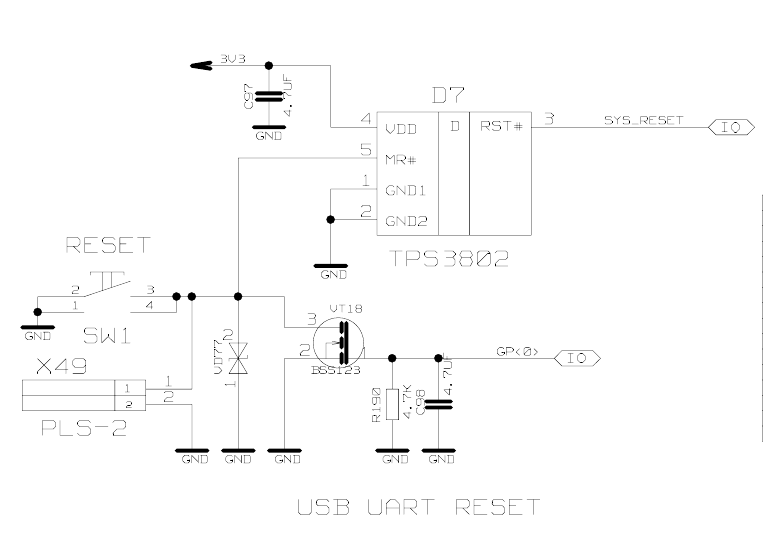 3V3
C97
4.7UF
GND
D7
4 VDD D RST# 3
SYS_RESET
IO
5 MR#
1 GND1
2 GND2
TPS3802
GND
RESET
2 3
1 4
GND
SW1
VD77
2
1
VT18
3
2
1
BSS123
GP<0>
IO
X49
1 1
2 2
PLS-2
R190
4.7K
C98
4.7UF
GND
GND
GND
GND
GND
USB UART RESET